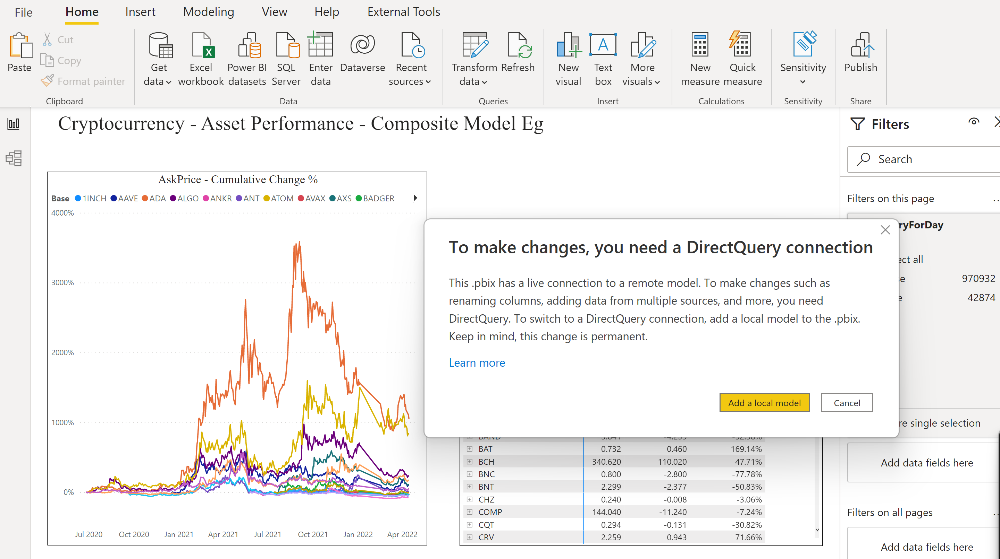 File Home Insert Modeling View Help External Tools
Paste
Cut
Copy
Format painter
Clipboard
Get data
Excel workbook
Power BI datasets
SQL Server
Enter data
Dataverse
Recent sources
Data
Transform data
Refresh
Queries
New visual
Text box
More visuals
Insert
New measure
Quick measure
Calculations
Sensitivity
Sensitivity
Publish
Share
Cryptocurrency - Asset Performance - Composite Model Eg
AskPrice - Cumulative Change %
Base 1INCH AAVE ADA ALGO ANKR ANT ATOM AVAX AXS BADGER
4000%
3000%
2000%
1000%
0%
Jul 2020 Oct 2020 Jan 2021 Apr 2021 Jul 2021 Oct 2021 Jan 2022 Apr 2022
To make changes, you need a DirectQuery connection
This .pbix has a live connection to a remote model. To make changes such as
renaming columns, adding data from multiple sources, and more, you need
DirectQuery. To switch to a DirectQuery connection, add a local model to the .pbix.
Keep in mind, this change is permanent.
Learn more
Add a local model Cancel
BAT 0.732 0.460 169.14%
BCH 340.620 110.020 47.71%
BNC 0.800 -2.800 -77.78%
BNT 2.299 -2.377 -50.83%
CHZ 0.240 -0.008 -3.06%
COMP 144.040 -11.240 -7.24%
CQT 0.294 -0.131 -30.82%
CRV 2.259 0.943 71.66%
Filters
Search
Filters on this page
ryForDay
ect all
se 970932
e 42874
re single selection
Add data fields here
Filters on all pages
Add data fields here